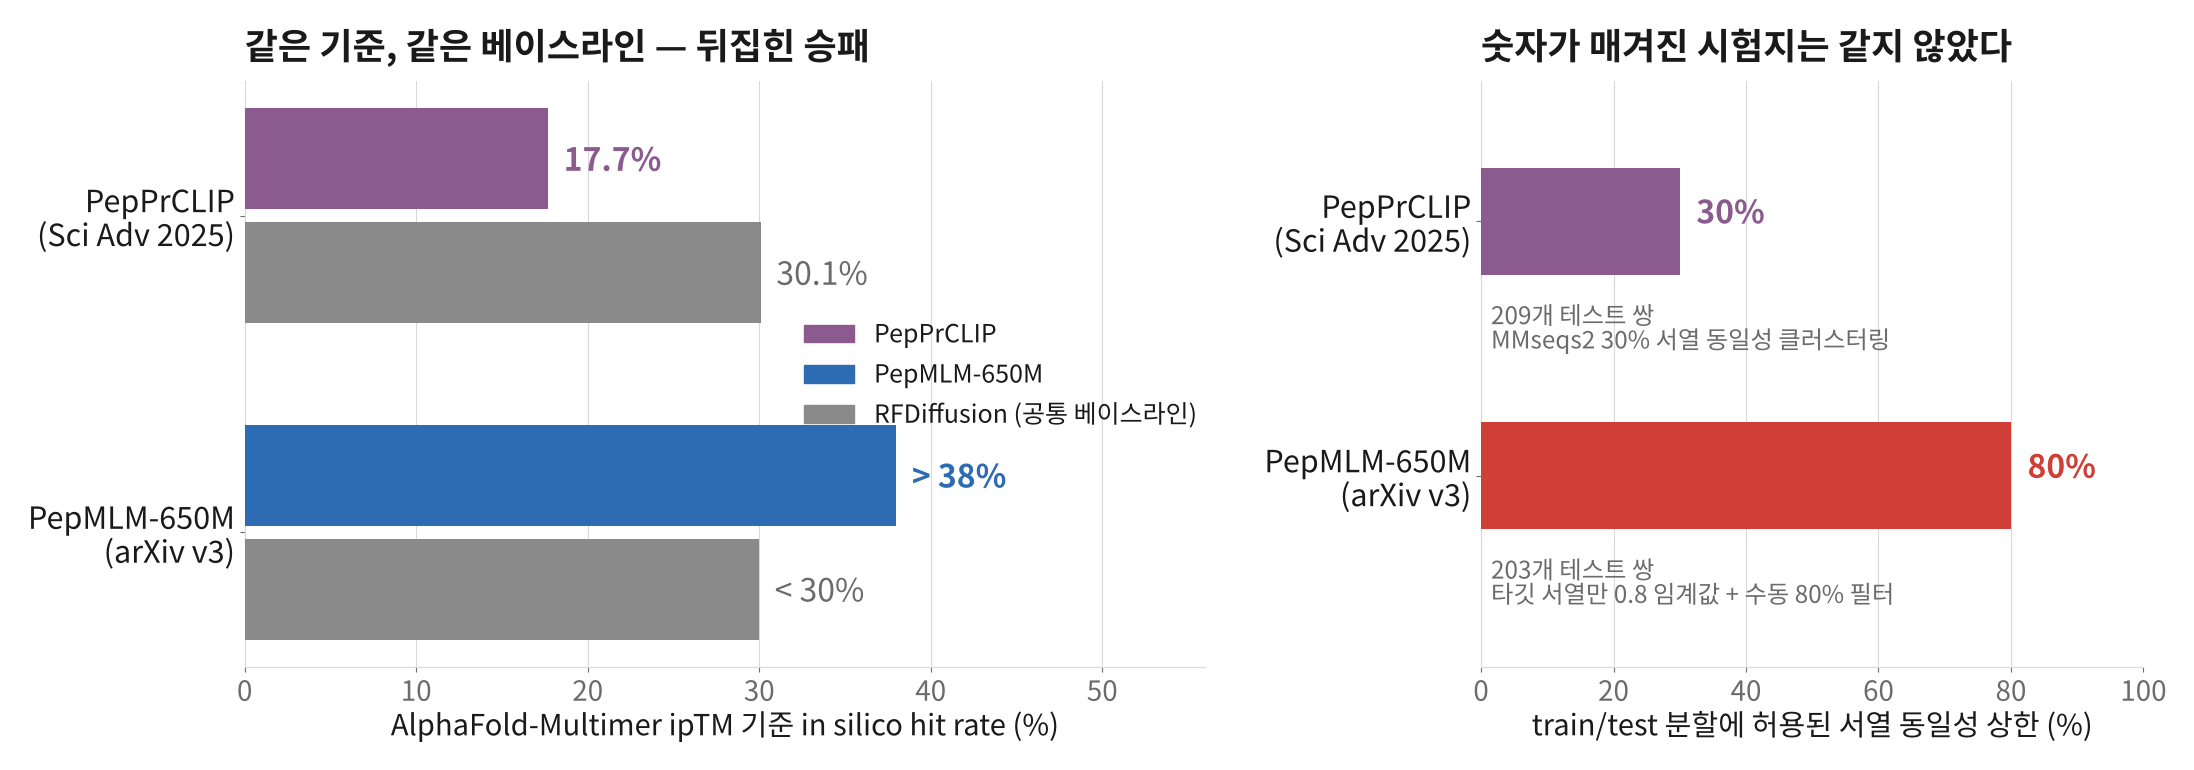 같은 기준, 같은 베이스라인 — 뒤집힌 승패
PepPrCLIP
(Sci Adv 2025)
17.7%
30.1%
PepPrCLIP
PepMLM-650M
RFDiffusion (공통 베이스라인)
PepMLM-650M
(arXiv v3)
> 38%
< 30%
0 10 20 30 40 50
AlphaFold-Multimer ipTM 기준 in silico hit rate (%)
숫자가 매겨진 시험지는 같지 않았다
PepPrCLIP
(Sci Adv 2025)
30%
209개 테스트 쌍
MMseqs2 30% 서열 동일성 클러스터링
PepMLM-650M
(arXiv v3)
80%
203개 테스트 쌍
타깃 서열만 0.8 임계값 + 수동 80% 필터
0 20 40 60 80 100
train/test 분할에 허용된 서열 동일성 상한 (%)